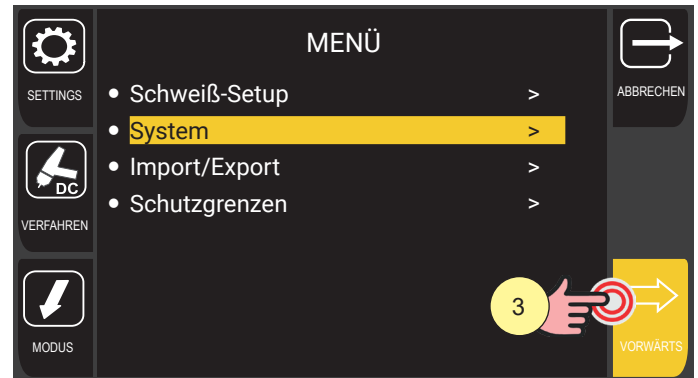 MENÜ
SETTINGS
ABBRECHEN
• Schweiß-Setup >
• System >
• Import/Export >
• Schutzgrenzen >
DC
VERFAHREN
3
MODUS
VORWÄRTS